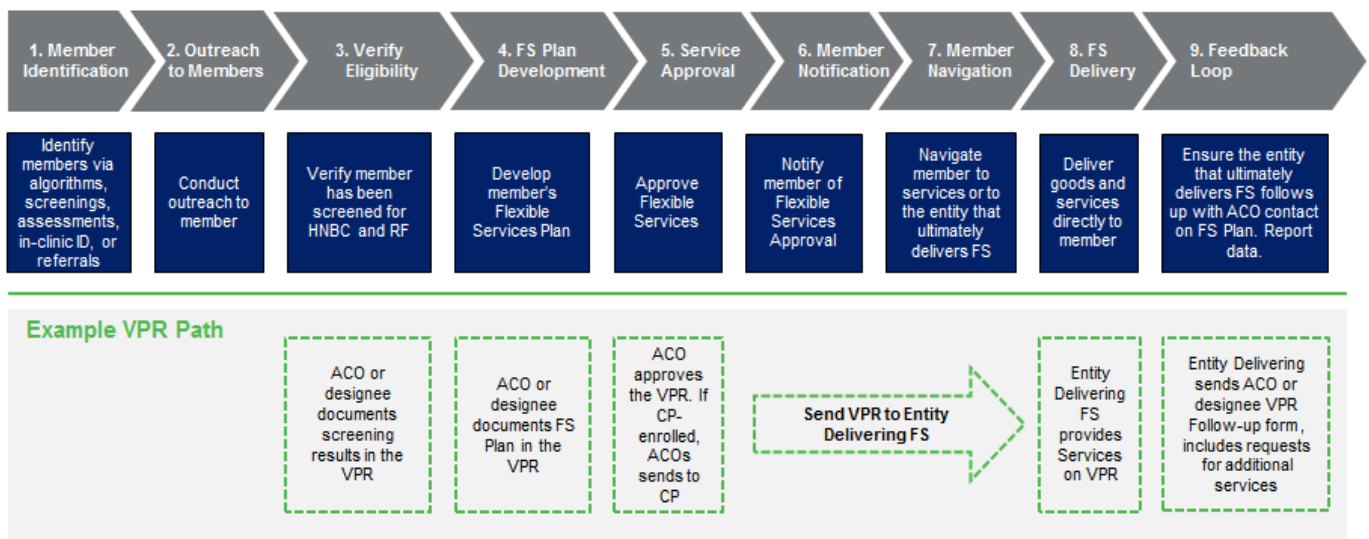 1. Member
Identification
2. Outreach
to Members
3. Verify
Eligibility
4. FS Plan
Development
5. Service
Approval
6. Member
Notification
7. Member
Navigation
8. FS
Delivery
9. Feedback
Loop
Identify
members via
algorithms,
screenings,
assessments,
in-clinic ID, or
referrals
Conduct
outreach to
member
Verify member
has been
screened for
HNBC and RF
Develop
member's
Flexible
Services Plan
Approve
Flexible
Services
Notify
member of
Flexible
Services
Approval
Navigate
member to
services or to
the entity that
ultimately
delivers FS
Deliver
goods and
services
directly to
member
Ensure the entity
that ultimately
delivers FS follows
up with ACO contact
on FS Plan. Report
data.
Example VPR Path
ACO or
designee
documents
screening
results in the
VPR
ACO or
designee
documents FS
Plan in the
VPR
ACO
approves
the VPR. If
CP-
enrolled,
ACOs
sends to
CP
Send VPR to Entity
Delivering FS
Entity
Delivering
FS
provides
Services
on VPR
Entity Delivering
sends ACO or
designee VPR
Follow-up form ,
includes requests
for additional
services